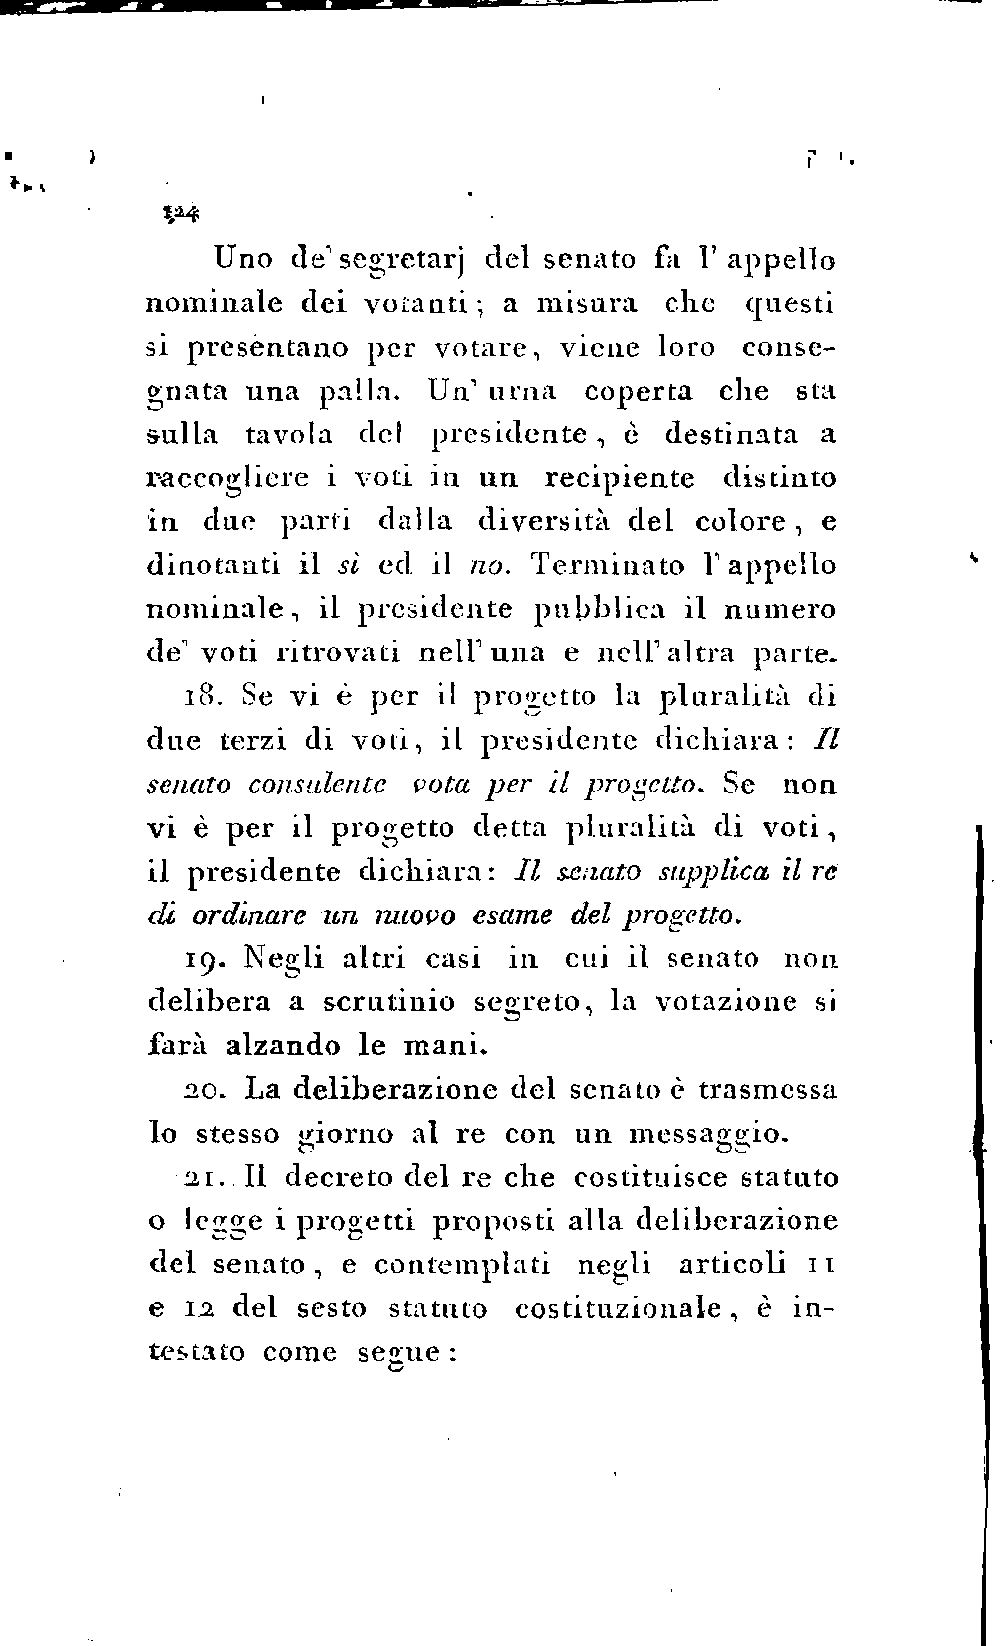 124
Uno de' segretarj del senato fa l' appello
nominale dei votanti; a misura che questi
si presentano per votare, viene loro conse-
gnata una palla. Un' urna coperta che sta
sulla tavola del presidente, è destinata a
raccogliere i voti in un recipiente distinto
in due parti dalla diversità del colore, e
dinotanti il sì ed il no. Terminato l' appello
nominale, il presidente pubblica il numero
de' voti ritrovati nell' una e nell' altra parte.
18. Se vi è per il progetto la pluralità di
due terzi di voti, il presidente dichiara: Il
senato consulente vota per il progetto. Se non
vi è per il progetto detta pluralità di voti,
il presidente dichiara: Il senato supplica il re
di ordinare un nuovo esame del progetto.
19. Negli altri casi in cui il senato non
delibera a scrutinio segreto, la votazione si
farà alzando le mani.
20. La deliberazione del senato è trasmessa
lo stesso giorno al re con un messaggio.
21. Il decreto del re che costituisce statuto
o legge i progetti proposti alla deliberazione
del senato, e contemplati negli articoli 11
e 12 del sesto statuto costituzionale, è in-
testato come segue: